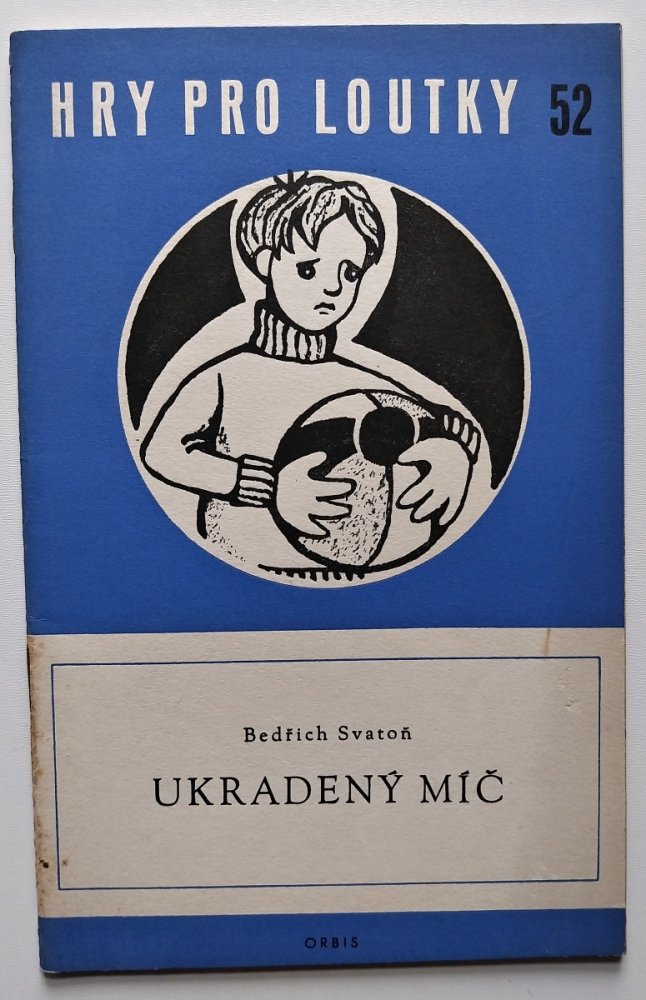 HRY PRO LOUTKY 52
Bedřich Svatoň
UKRADENÝ MÍČ
ORBIS